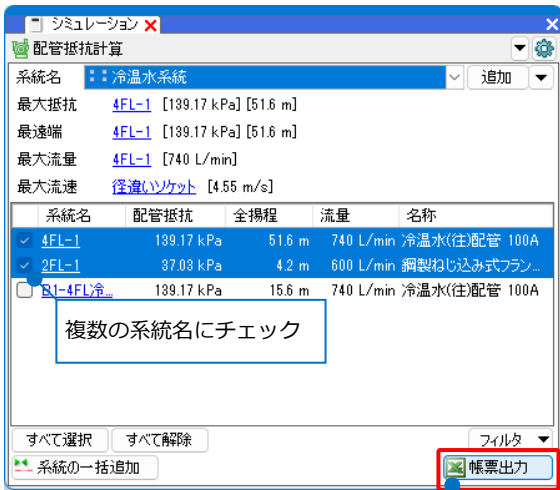 シミュレーション
配管抵抗計算
系統名 冷温水系統 追加
最大抵抗 4FL-1 [139.17 kPa] [51.6 m]
最遠端 4FL-1 [139.17 kPa] [51.6 m]
最大流量 4FL-1 [740 L/min]
最大流速 径違いソケット [4.55 m/s]
系統名 配管抵抗 全揚程 流量 名称
4FL-1 139.17 kPa 51.6 m 740 L/min 冷温水(往)配管 100A
2FL-1 37.03 kPa 4.2 m 600 L/min 鋼製ねじ込み式フラン...
B1-4FL冷... 139.17 kPa 15.6 m 740 L/min 冷温水(往)配管 100A
複数の系統名にチェック
すべて選択 すべて解除 フィルタ
系統の一括追加 帳票出力